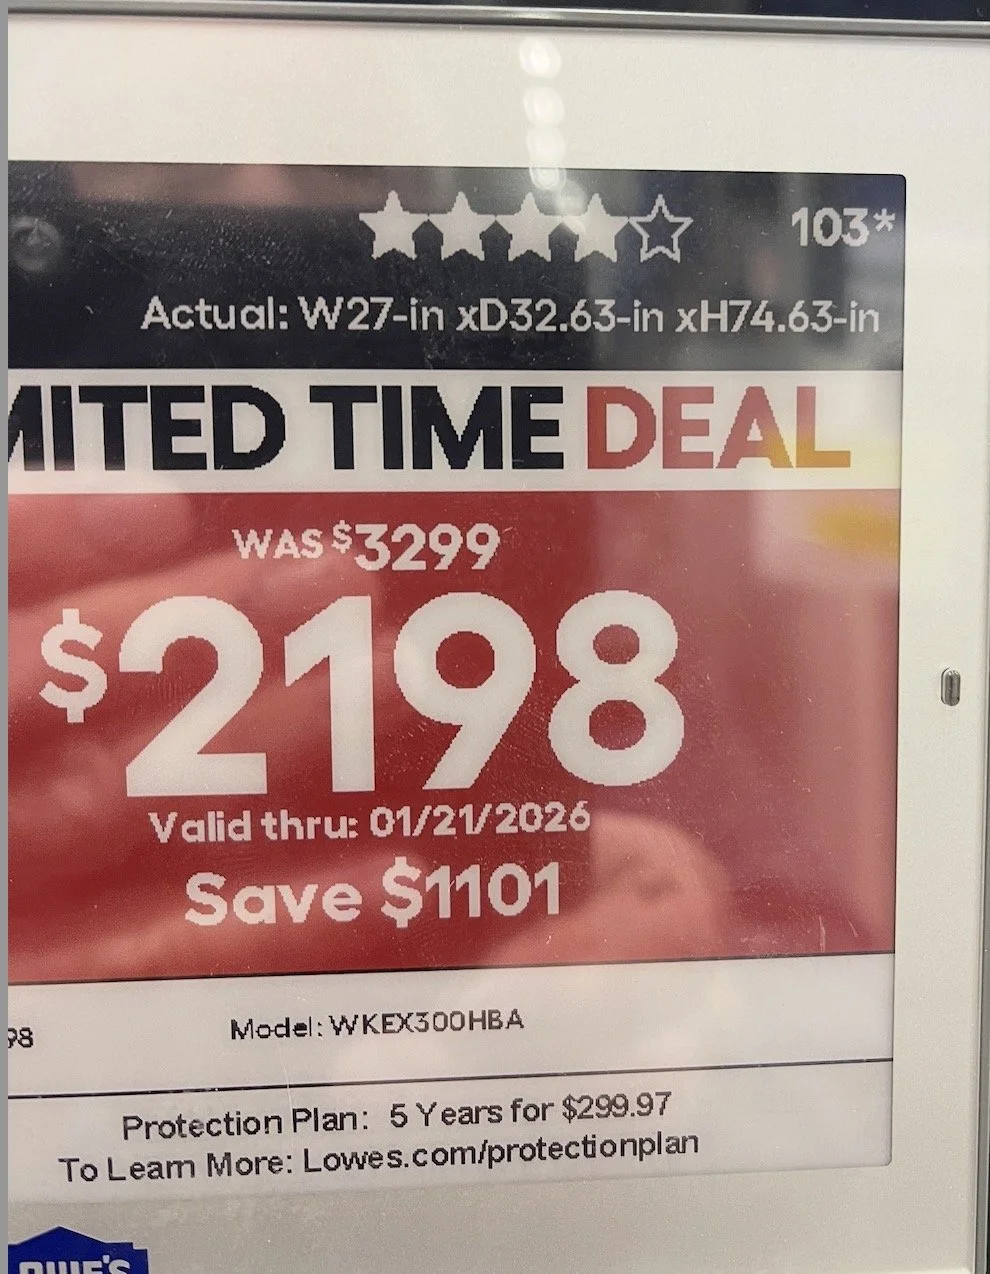 103*
Actual: W27-in xD32.63-in xH74.63-in
MITED TIME DEAL
WAS $3299
$2198
Valid thru: 01/21/2026
Save $1101
98
Model: WKEX300HBA
Protection Plan: 5 Years for $299.97
To Learn More: Lowes.com/protectionplan
OWE'S